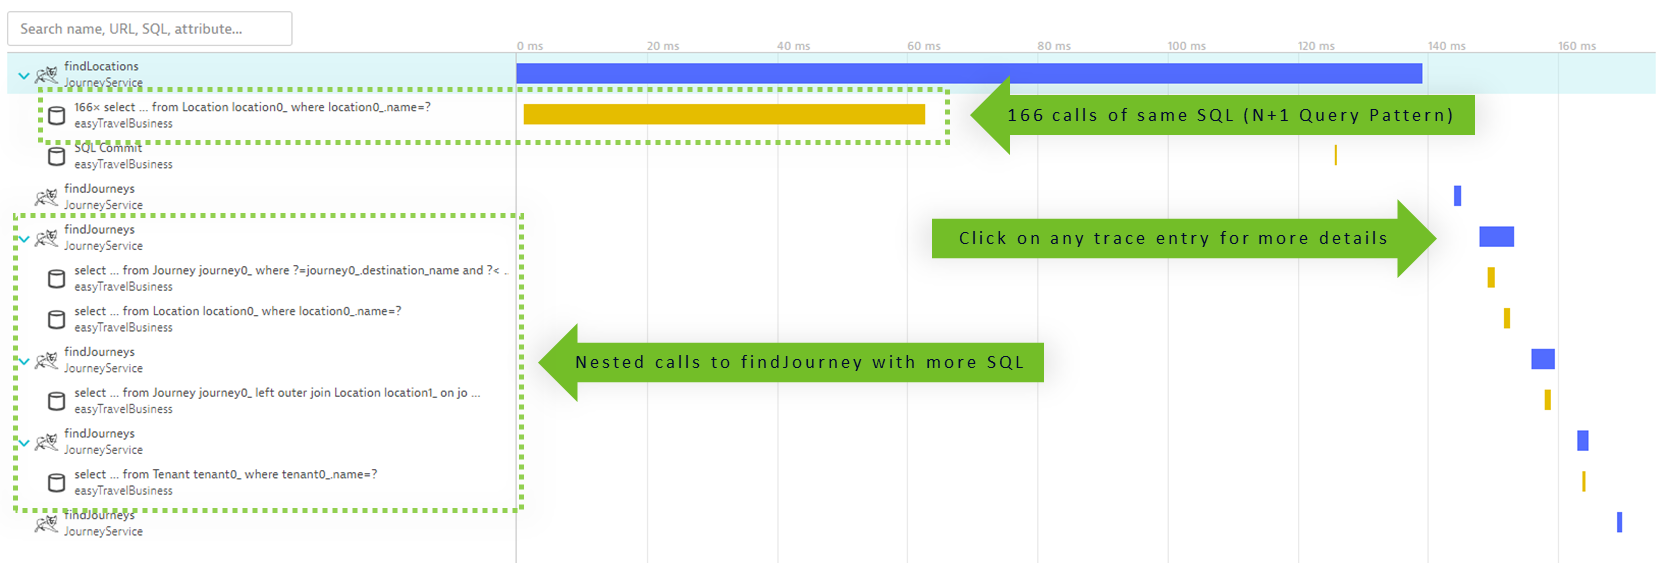 Search name, URL, SQL, attribute...
0 ms 20 ms 40 ms 60 ms 80 ms 100 ms 120 ms 140 ms 160 ms
findLocations
JourneyService
166× select ... from Location location0_ where location0_.name=?
easyTravelBusiness
166 calls of same SQL (N+1 Query Pattern)
SQL Commit
easyTravelBusiness
findJourneys
JourneyService
findJourneys
JourneyService
Click on any trace entry for more details
select ... from Journey journey0_ where ?=journey0_.destination_name and ?< ..
easyTravelBusiness
select ... from Location location0_ where location0_.name=?
easyTravelBusiness
findJourneys
JourneyService
Nested calls to findJourney with more SQL
select ... from Journey journey0_ left outer join Location location1_ on jo ...
easyTravelBusiness
findJourneys
JourneyService
select ... from Tenant tenant0_ where tenant0_.name=?
easyTravelBusiness
findJourneys
JourneyService